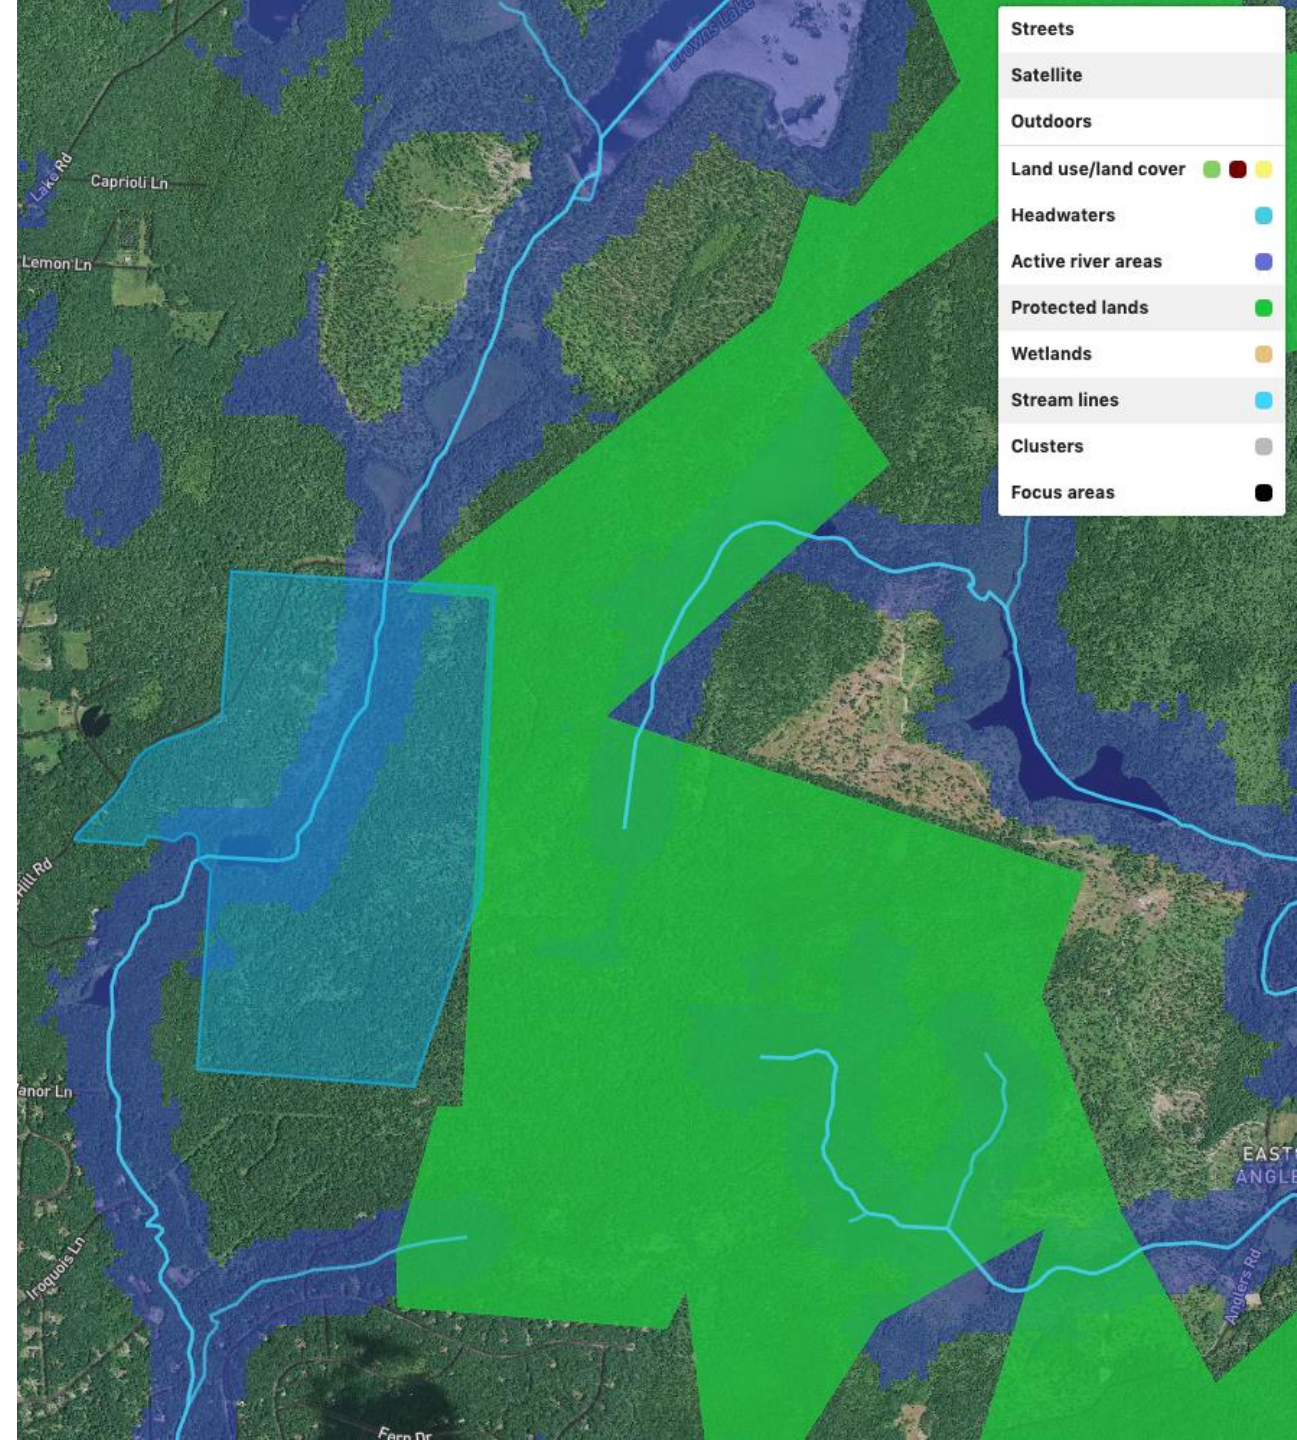 Browns Lake
Streets
Satellite
Outdoors
Land use/land cover
Headwaters
Active river areas
Protected lands
Wetlands
Stream lines
Clusters
Focus areas
Lake Rd
Caprioli Ln
Lemon Ln
Hill Rd
anor Ln
Iroquois Ln
EAST
ANGLE
Anglers Rd
Fern Dr